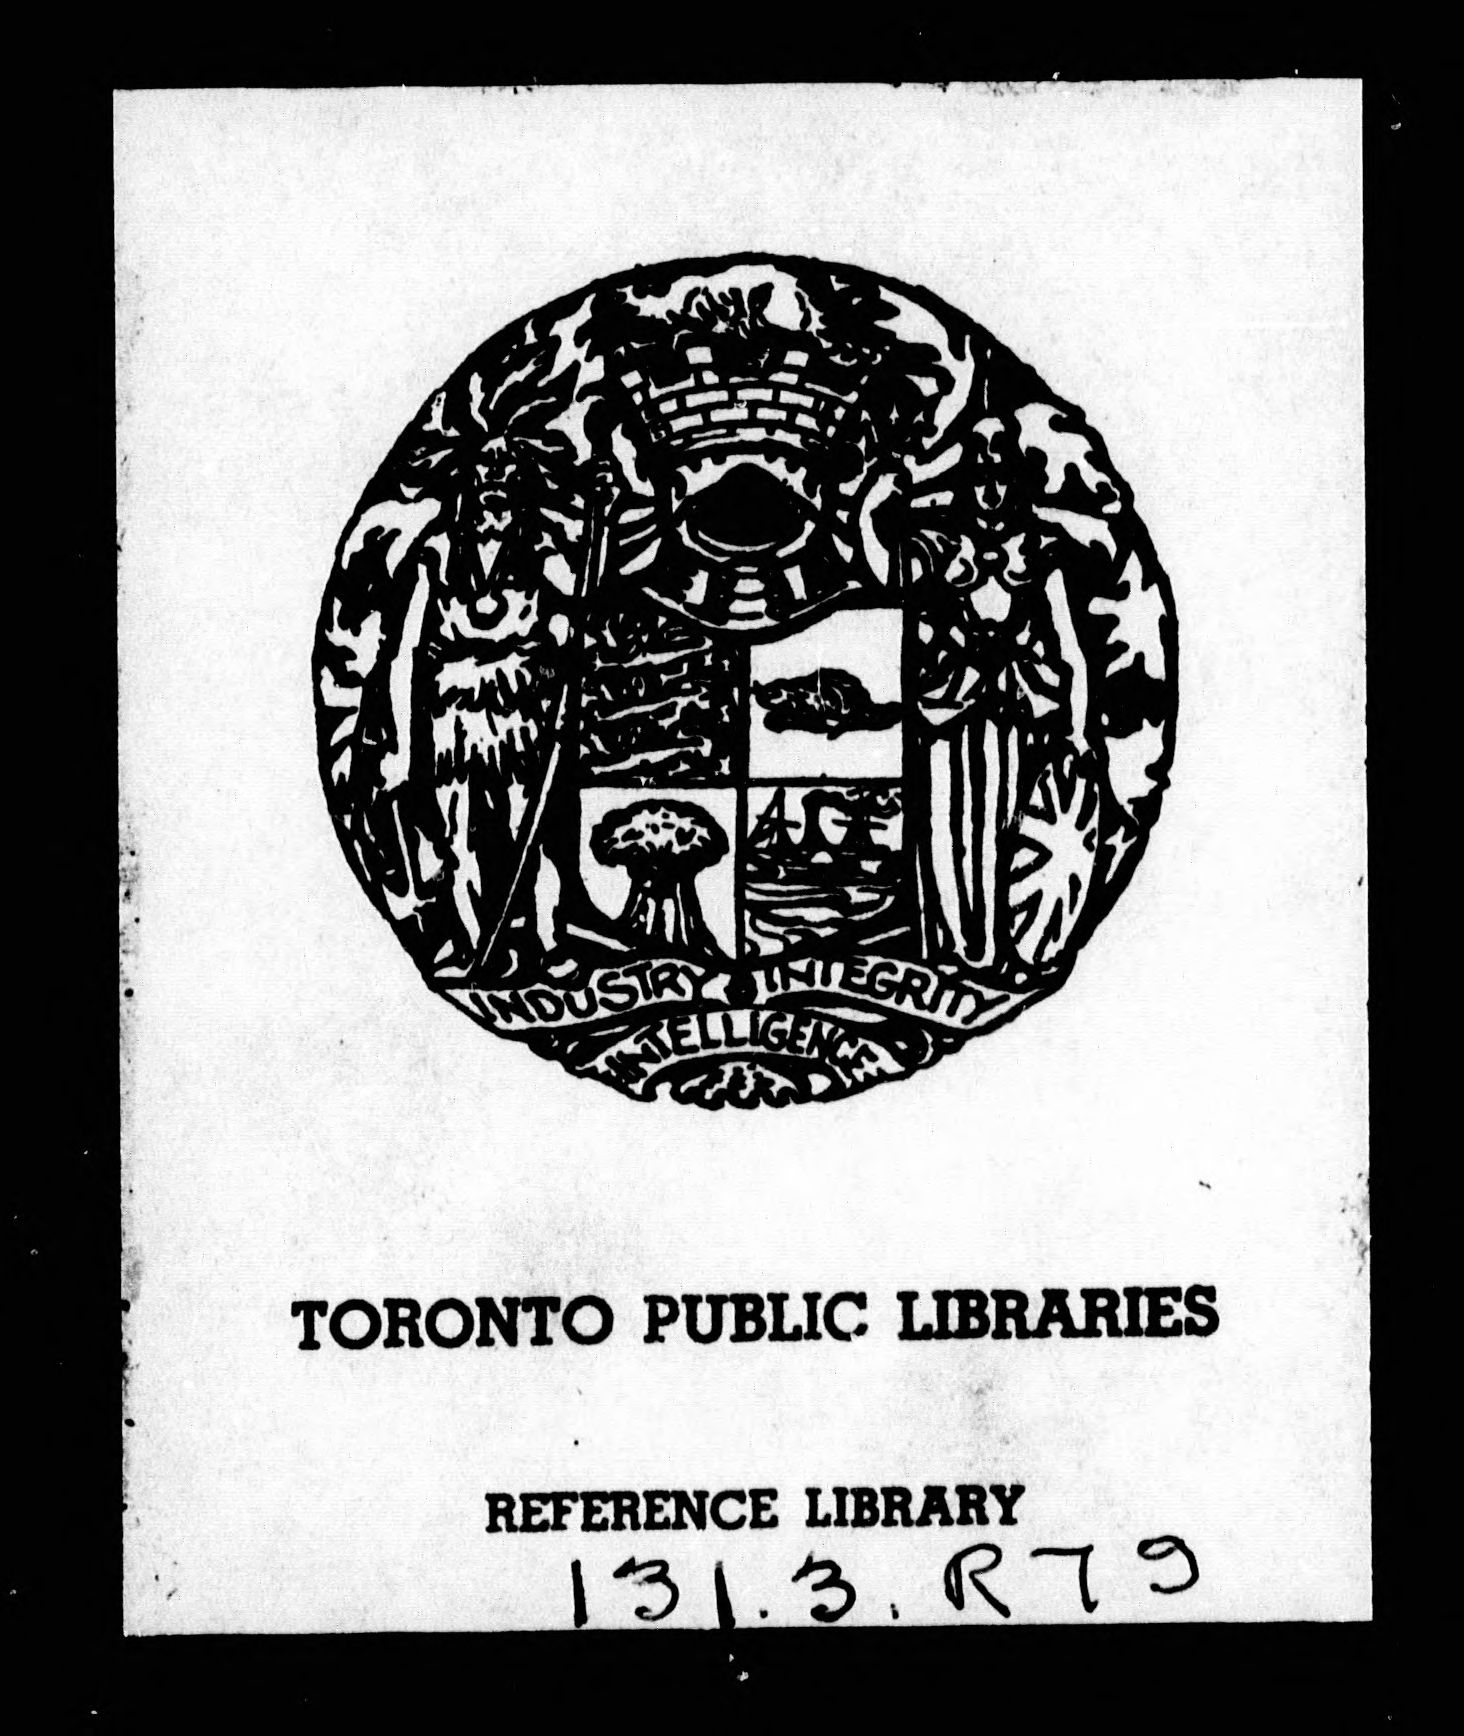 INDUSTRY INTEGRITY
INTELLIGENCE
TORONTO PUBLIC LIBRARIES
REFERENCE LIBRARY
131.3.R79